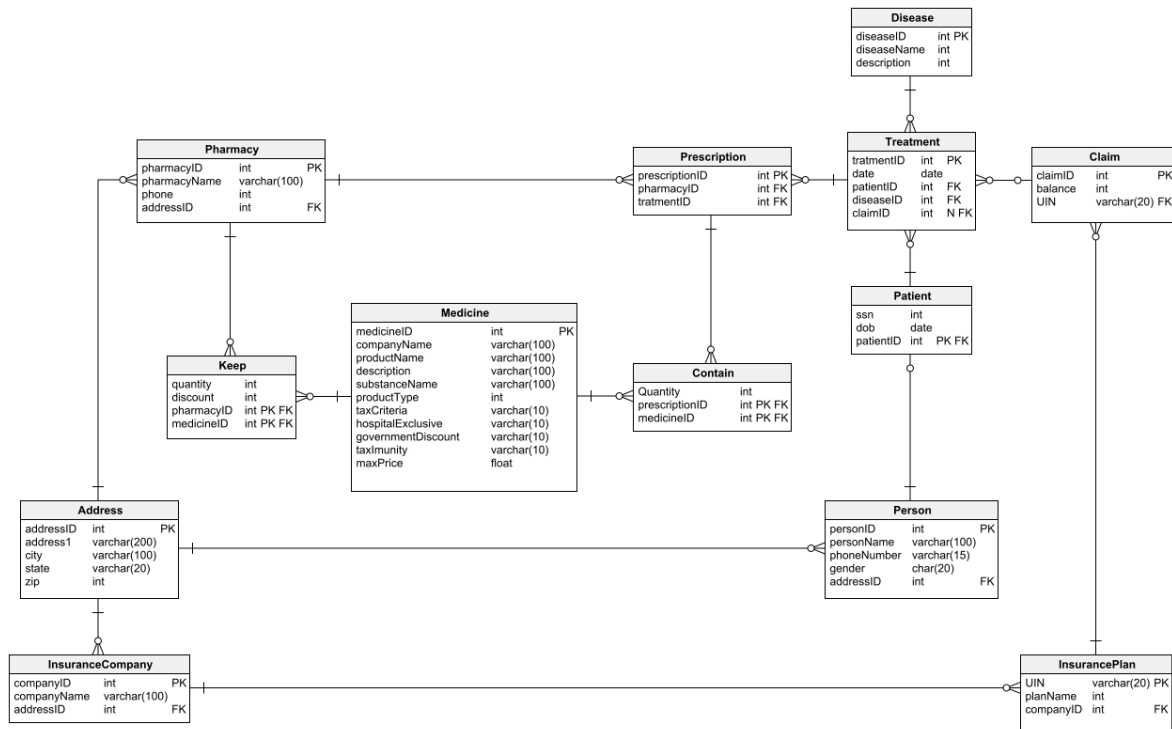 Disease
diseaseID int PK
diseaseName int
description int
Pharmacy
pharmacyID int PK
pharmacyName varchar(100)
phone int
addressID int FK
Prescription
prescriptionID int PK
pharmacyID int FK
tratmentID int FK
Treatment
tratmentID int PK
date date
patientID int FK
diseaseID int FK
claimID int N FK
Claim
claimID int PK
balance int
UIN varchar(20) FK
Patient
ssn int
dob date
patientID int PK FK
Medicine
medicineID int PK
companyName varchar(100)
productName varchar(100)
description varchar(100)
substanceName varchar(100)
productType int
taxCriteria varchar(10)
hospitalExclusive varchar(10)
governmentDiscount varchar(10)
taxImunity varchar(10)
maxPrice float
Keep
quantity int
discount int
pharmacyID int PK FK
medicineID int PK FK
Contain
Quantity int
prescriptionID int PK FK
medicineID int PK FK
Address
addressID int PK
address1 varchar(200)
city varchar(100)
state varchar(20)
zip int
Person
personID int PK
personName varchar(100)
phoneNumber varchar(15)
gender char(20)
addressID int FK
InsuranceCompany
companyID int PK
companyName varchar(100)
addressID int FK
InsurancePlan
UIN varchar(20) PK
planName int
companyID int FK